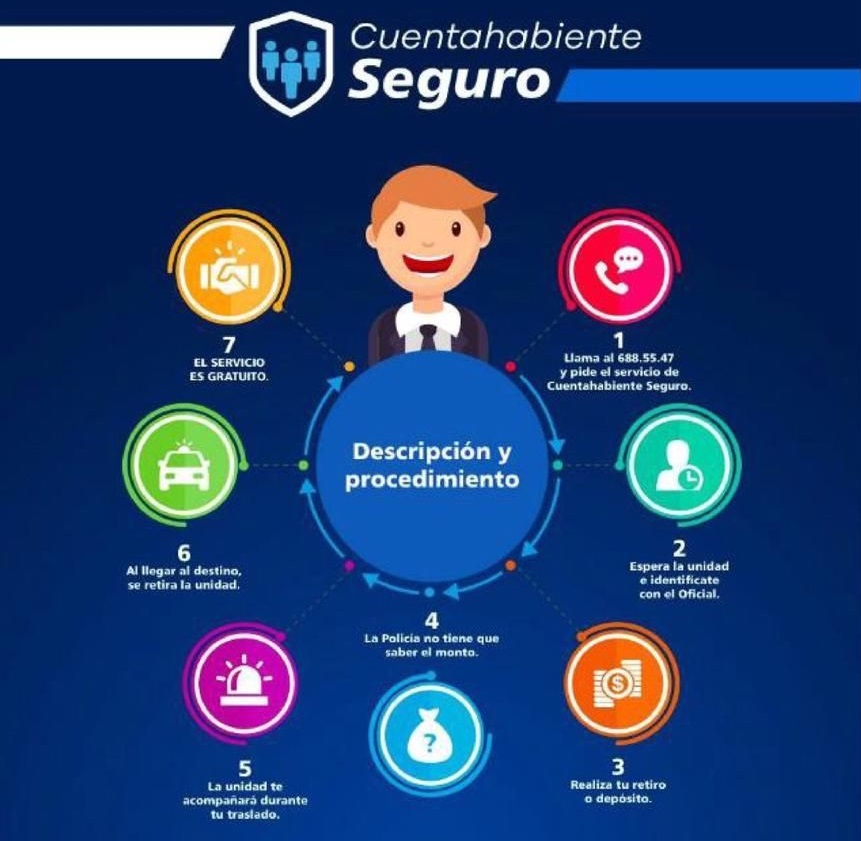 Cuentahabiente
Seguro
Descripción y
procedimiento
1
Llama al 688.55.47
y pide el servicio de
Cuentahabiente Seguro.
2
Espera la unidad
e identifícate
con el Oficial.
3
Realiza tu retiro
o depósito.
4
La Policía no tiene que
saber el monto.
?
5
La unidad te
acompañará durante
tu traslado.
6
Al llegar al destino,
se retira la unidad.
7
EL SERVICIO
ES GRATUITO.